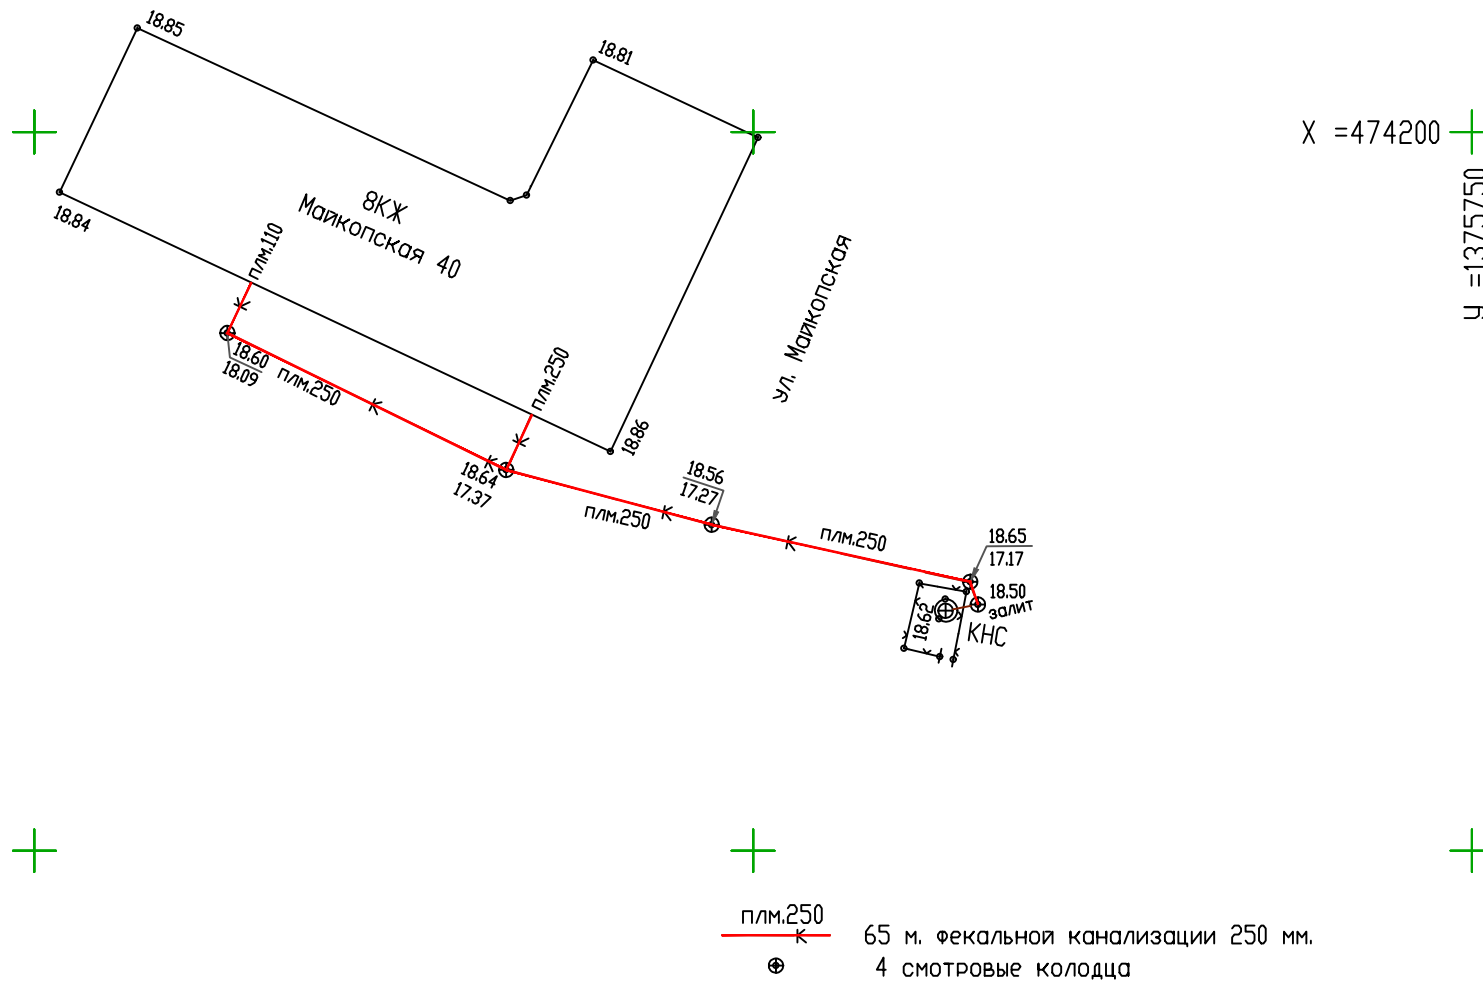 18.85
18.81
X =474200
У =1375750
18.84
8КЖ
Майкопская 40
плм.110
ул. Майкопская
18.60
18.09
плм.250
плм.250
18.86
18.64
17.37
18.56
17.27
плм.250
плм.250
18.65
17.17
18.50
залит
18.62
КНС
плм.250
65 м. фекальной канализации 250 мм.
4 смотровые колодца